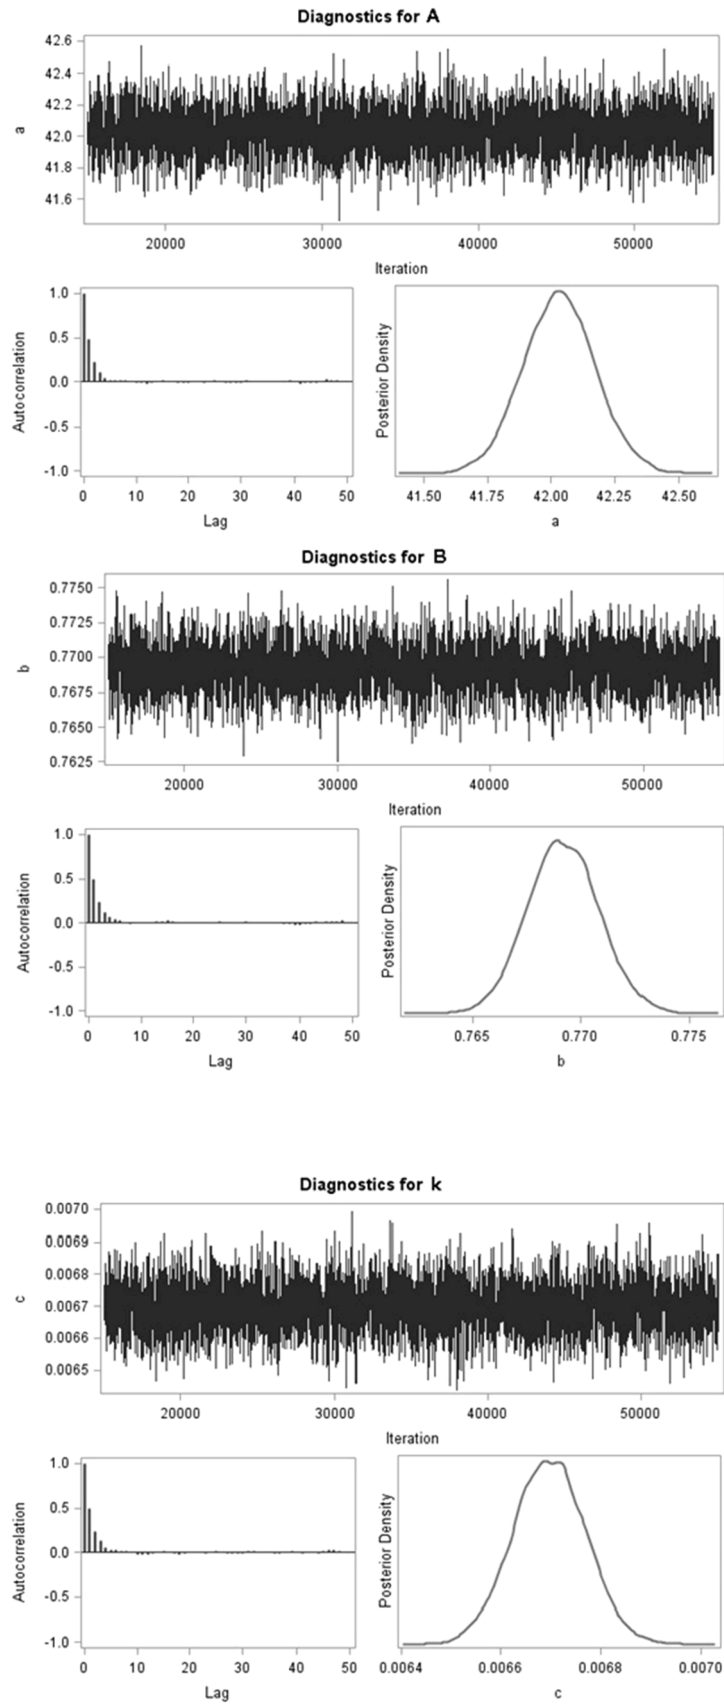 Diagnostics for A
42.6
42.4
42.2
42.0
41.8
41.6
a
20000 30000 40000 50000
Iteration
1.0
0.5
0.0
-0.5
-1.0
Autocorrelation
0 10 20 30 40 50
Lag
Posterior Density
41.50 41.75 42.00 42.25 42.50
a
Diagnostics for B
0.7750
0.7725
0.7700
0.7675
0.7650
0.7625
b
20000 30000 40000 50000
Iteration
1.0
0.5
0.0
-0.5
-1.0
Autocorrelation
0 10 20 30 40 50
Lag
Posterior Density
0.765 0.770 0.775
b
Diagnostics for k
0.0070
0.0069
0.0068
0.0067
0.0066
0.0065
c
20000 30000 40000 50000
Iteration
1.0
0.5
0.0
-0.5
-1.0
Autocorrelation
0 10 20 30 40 50
Lag
Posterior Density
0.0064 0.0066 0.0068 0.0070
c